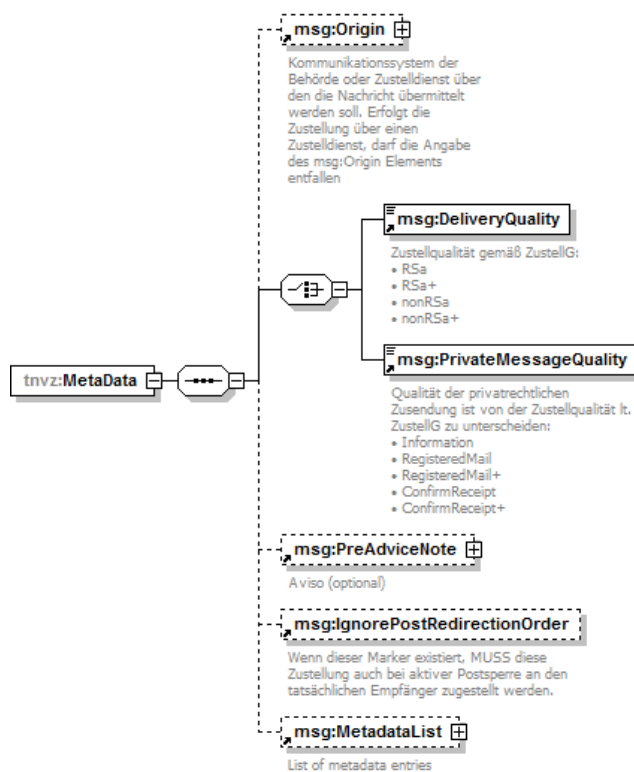 msg:Origin
Kommunikationssystem der
Behörde oder Zustelldienst über
den die Nachricht übermittelt
werden soll. Erfolgt die
Zustellung über einen
Zustelldienst, darf die Angabe
des msg:Origin Elements
entfallen
msg:DeliveryQuality
Zustellqualität gemäß ZustellG:
• RSa
• RSa+
• nonRSa
• nonRSa+
tnvz:MetaData
msg:PrivateMessageQuality
Qualität der privatrechtlichen
Zusendung ist von der Zustellqualität lt.
ZustellG zu unterscheiden:
• Information
• RegisteredMail
• RegisteredMail+
• ConfirmReceipt
• ConfirmReceipt+
msg:PreAdviceNote
Aviso (optional)
msg:IgnorePostRedirectionOrder
Wenn dieser Marker existiert, MUSS diese
Zustellung auch bei aktiver Postsperre an den
tatsächlichen Empfänger zugestellt werden.
msg:MetadataList
List of metadata entries